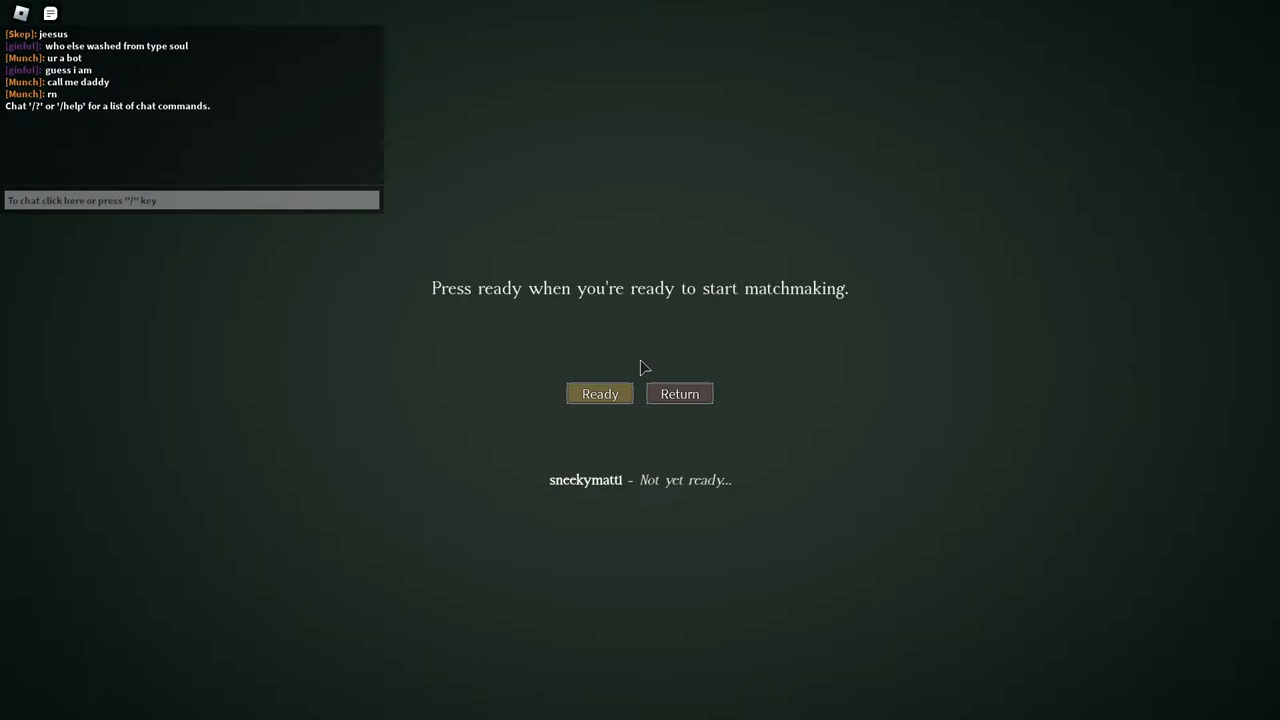 [Skep]: jeesus
[ginful]: who else washed from type soul
[Munch]: ur a bot
[ginful]: guess i am
[Munch]: call me daddy
[Munch]: rn
Chat '/?' or '/help' for a list of chat commands.
To chat click here or press "/" key
Press ready when you're ready to start matchmaking.
Ready Return
sneekymatt1 - Not yet ready...